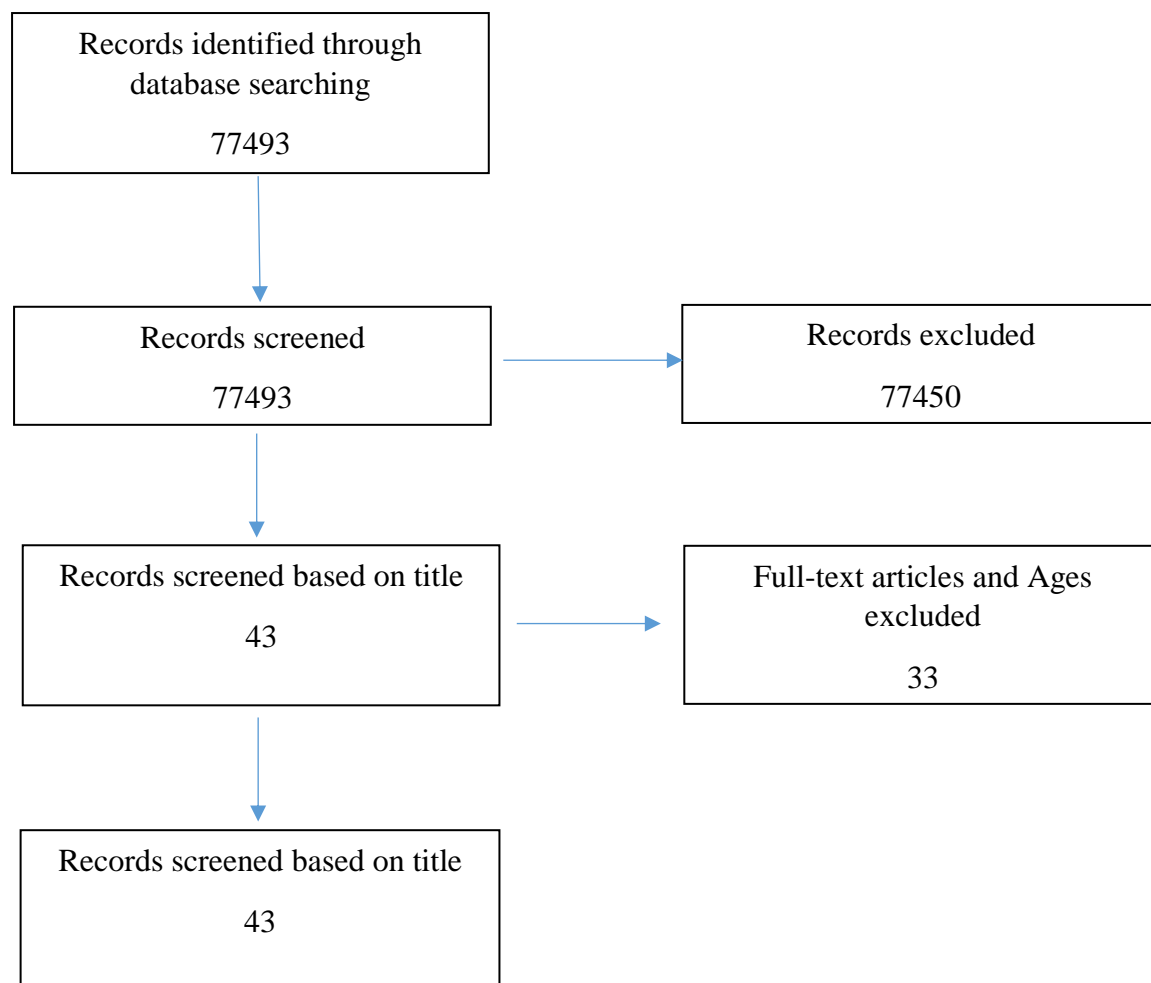 Records identified through
database searching
77493
Records screened
77493
Records excluded
77450
Records screened based on title
43
Full-text articles and Ages
excluded
33
Records screened based on title
43